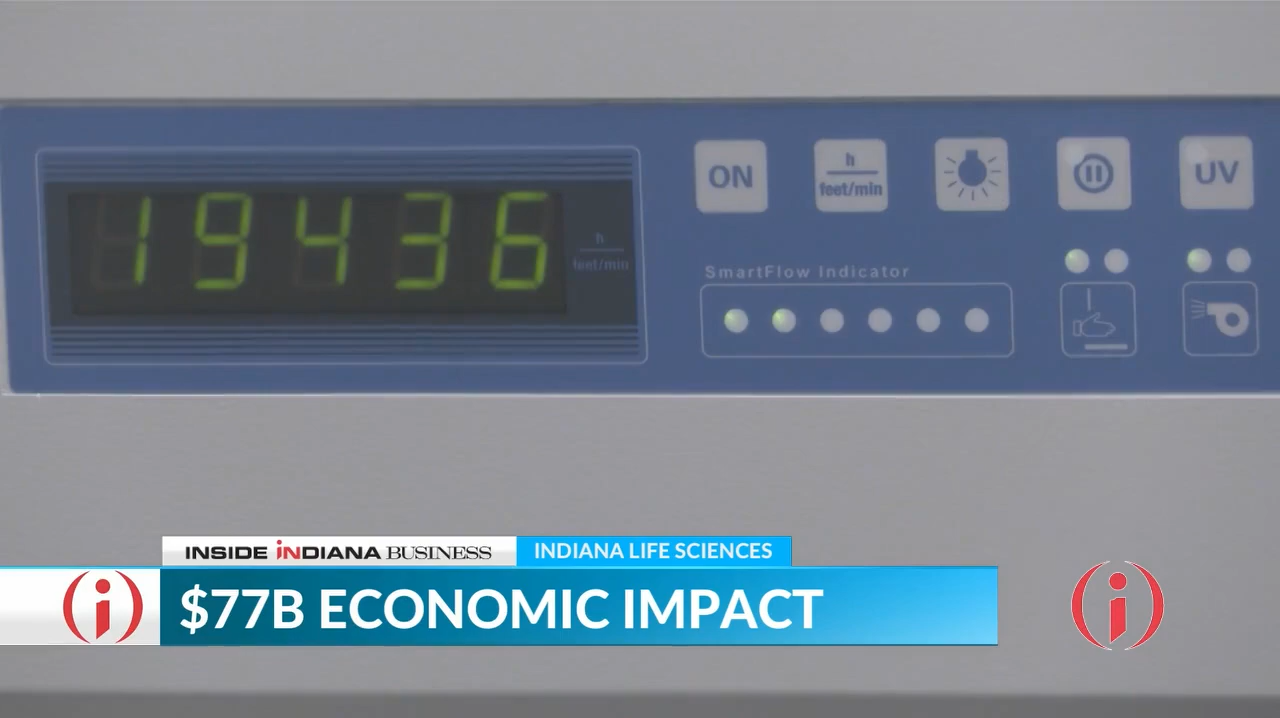 19436
h
feet/min
ON
h
feet/min
UV
SmartFlow Indicator
INSIDE INDIANA BUSINESS
INDIANA LIFE SCIENCES
$77B ECONOMIC IMPACT